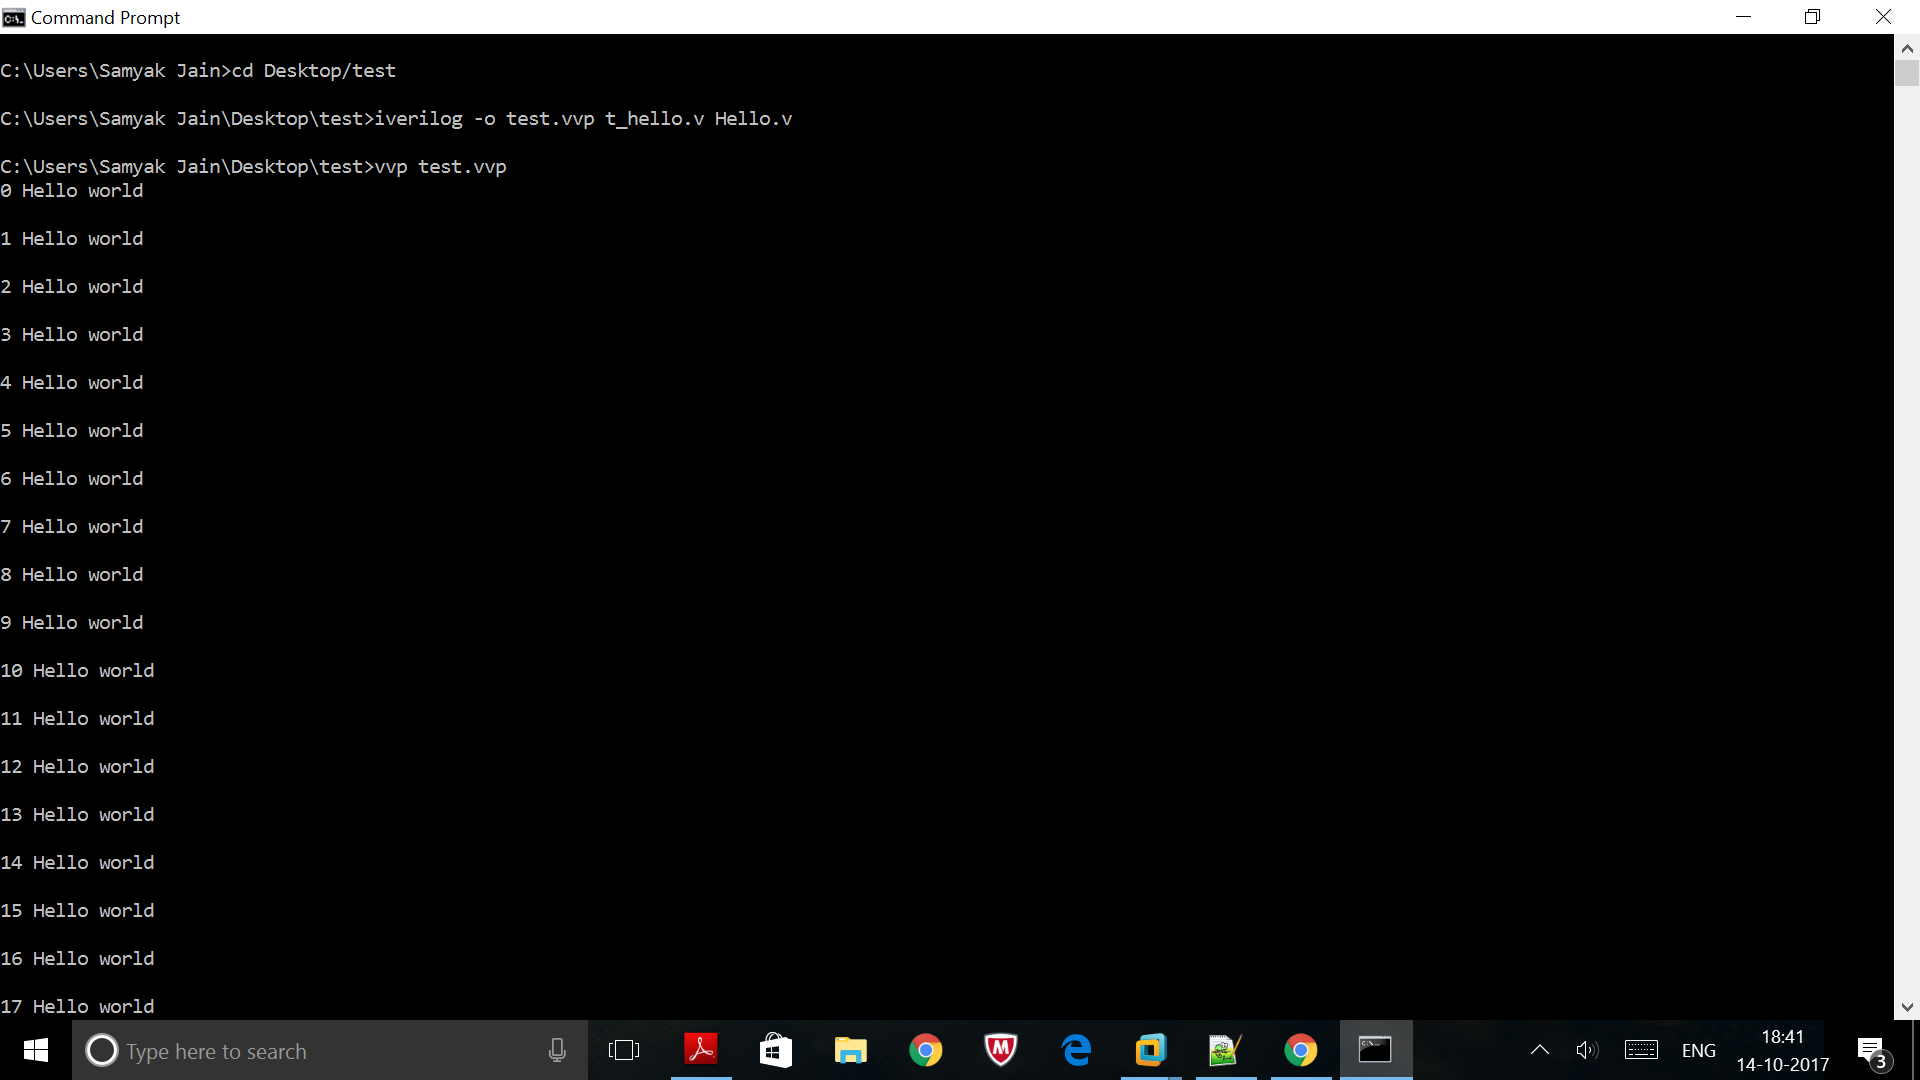 Command Prompt
C:\Users\Samyak Jain>cd Desktop/test
C:\Users\Samyak Jain\Desktop\test>iverilog -o test.vvp t_hello.v Hello.v
C:\Users\Samyak Jain\Desktop\test>vvp test.vvp
0 Hello world
1 Hello world
2 Hello world
3 Hello world
4 Hello world
5 Hello world
6 Hello world
7 Hello world
8 Hello world
9 Hello world
10 Hello world
11 Hello world
12 Hello world
13 Hello world
14 Hello world
15 Hello world
16 Hello world
17 Hello world
Type here to search
ENG
18:41
14-10-2017
3